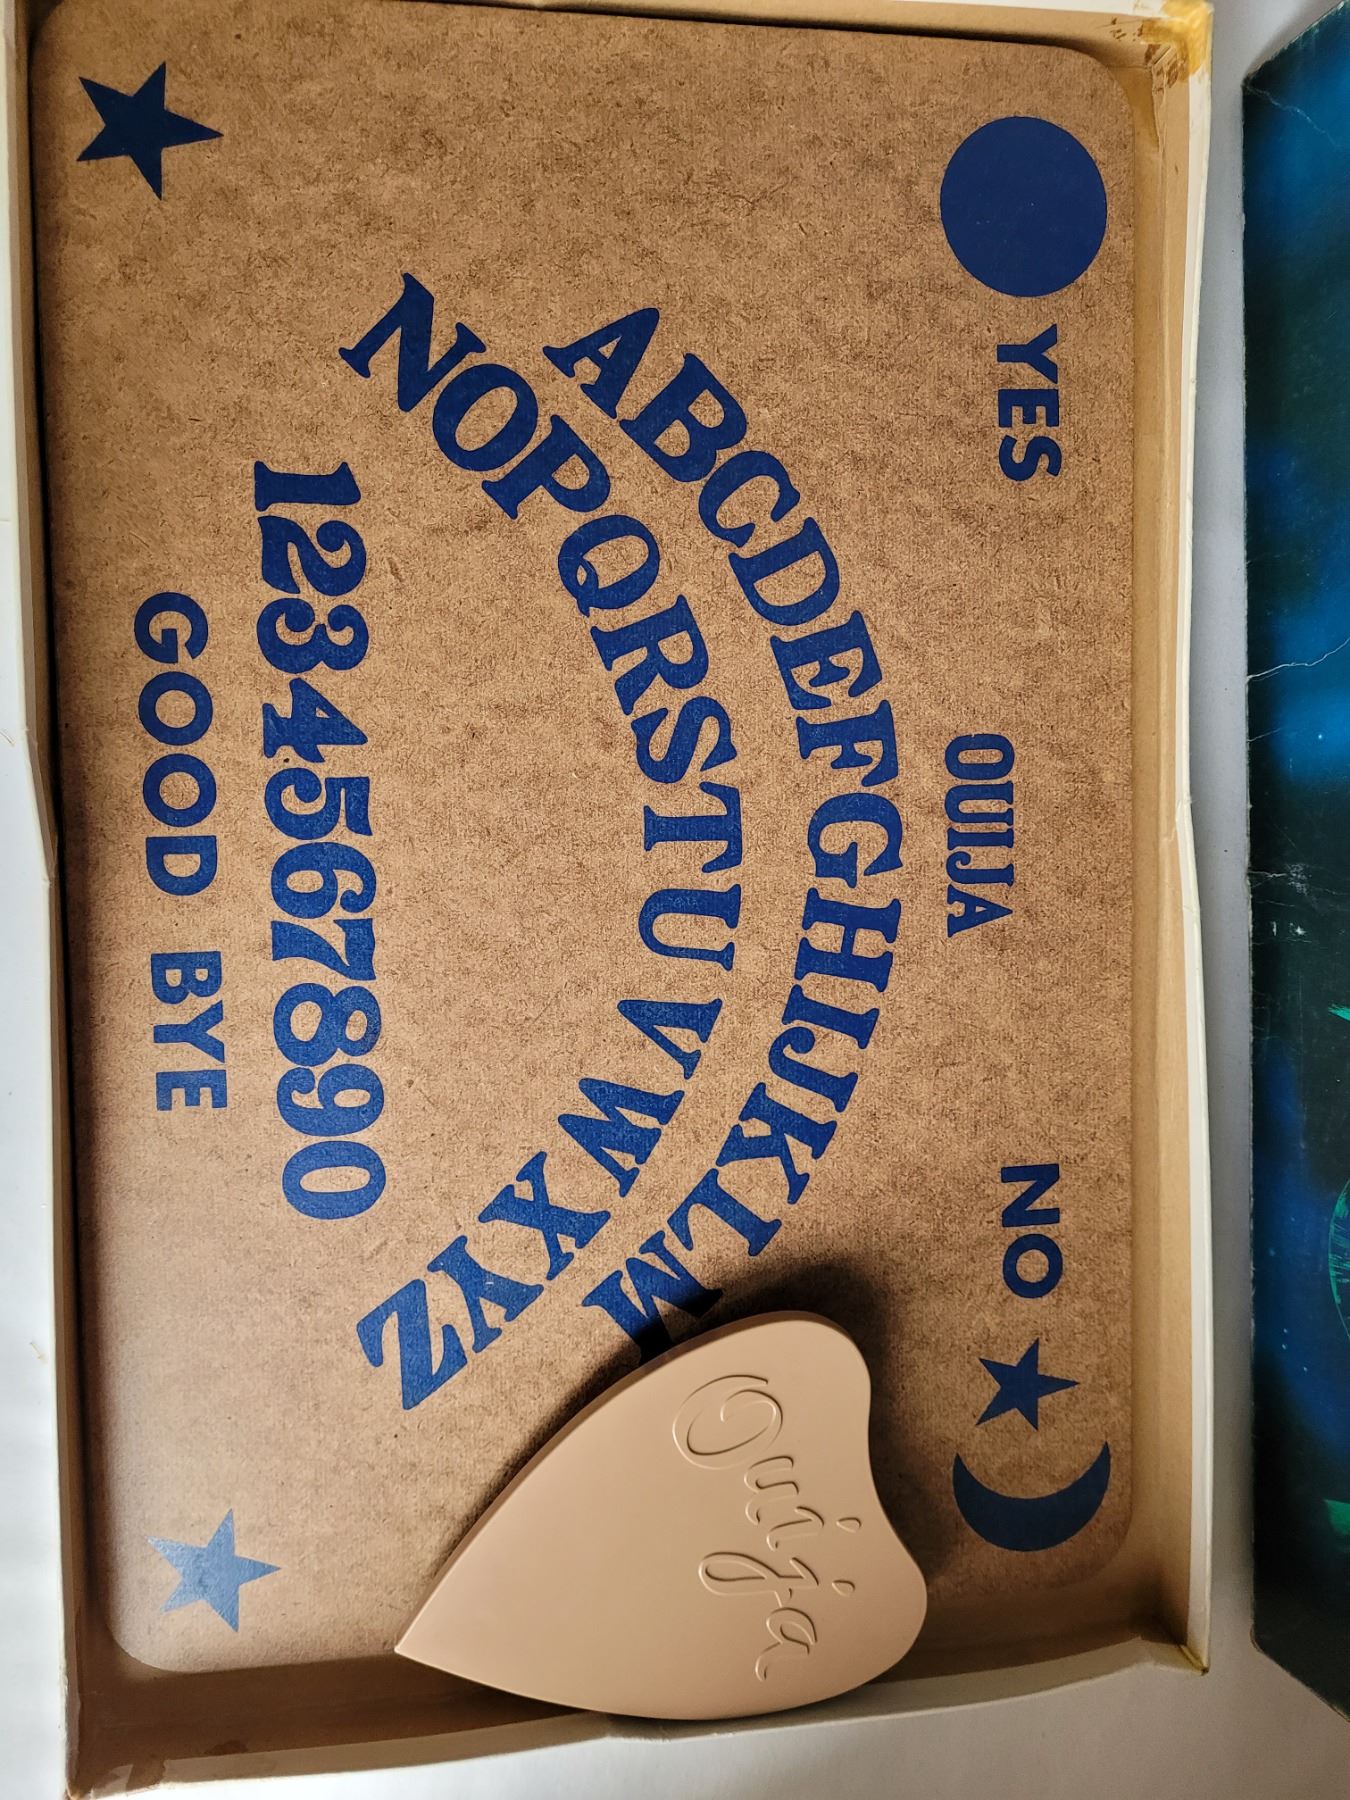 YES
OUIJA
NO
ABCDEFGHIJKLM
NOPQRSTUVWXYZ
1234567890
GOOD BYE
Ouija